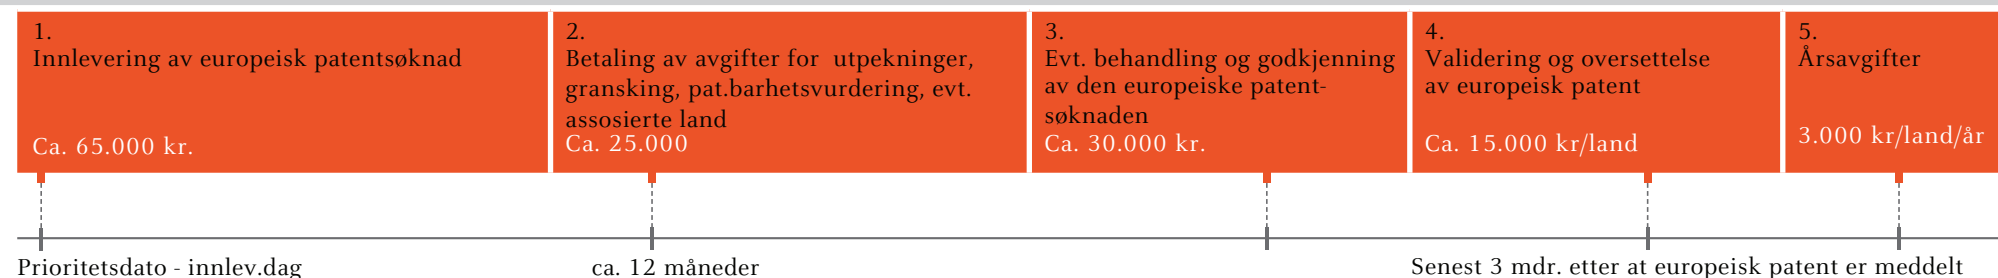 1.
Innlevering av europeisk patentsøknad
Ca. 65.000 kr.
2.
Betaling av avgifter for utpekninger,
gransking, pat.barhetsvurdering, evt.
assosierte land
Ca. 25.000
3.
Evt. behandling og godkjenning
av den europeiske patent-
søknaden
Ca. 30.000 kr.
4.
Validering og oversettelse
av europeisk patent
Ca. 15.000 kr/land
5.
Årsavgifter
3.000 kr/land/år
Prioritetsdato - innlev.dag
ca. 12 måneder
Senest 3 mdr. etter at europeisk patent er meddelt